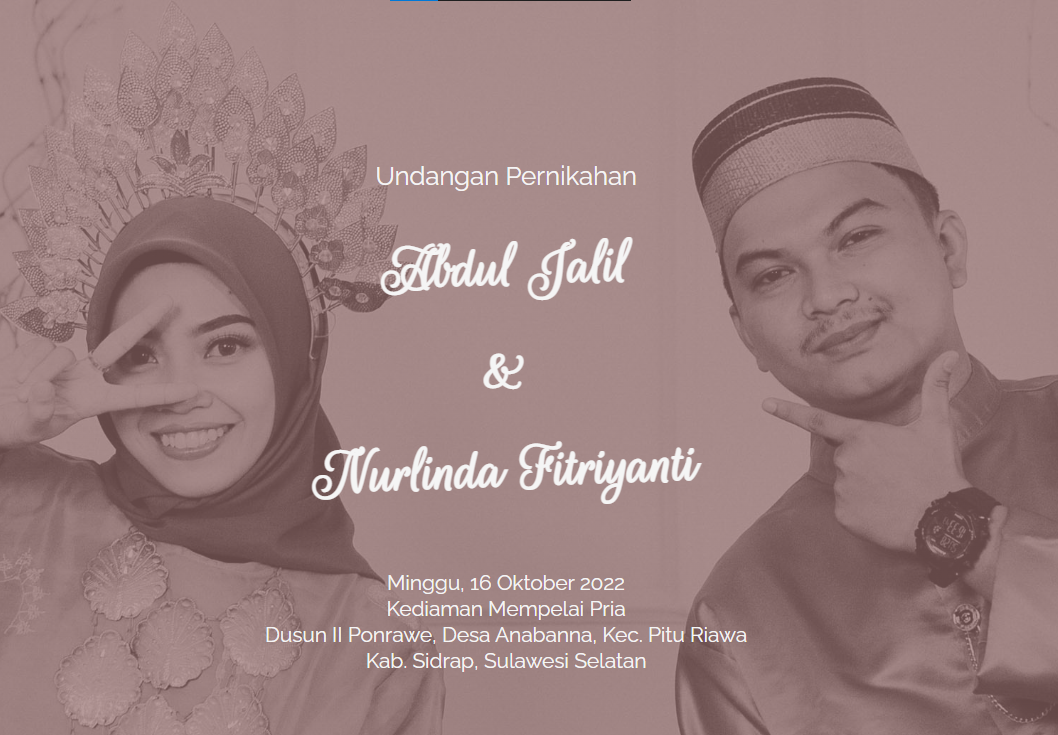 Undangan Pernikahan
Abdul Jalil
&
Nurlinda Fitriyanti
Minggu, 16 Oktober 2022
Kediaman Mempelai Pria
Dusun II Ponrawe, Desa Anabanna, Kec. Pitu Riawa
Kab. Sidrap, Sulawesi Selatan